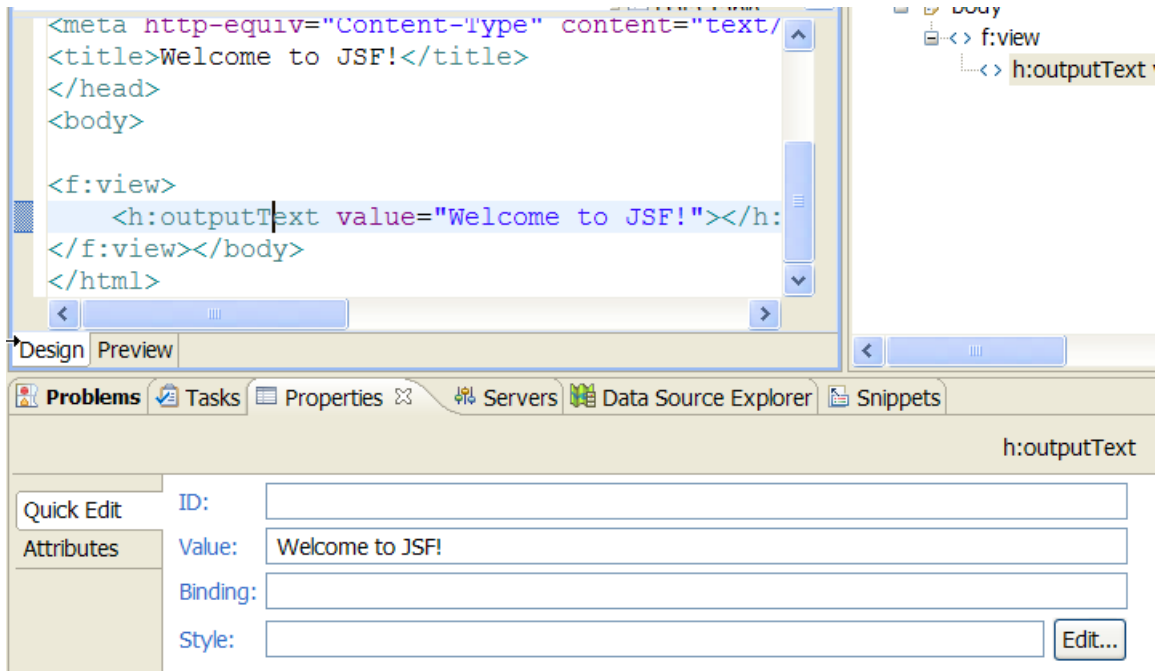 <meta http-equiv="Content-Type" content="text/
<title>Welcome to JSF!</title>
</head>
<body>
<f:view>
<h:outputText value="Welcome to JSF!"></h:
</f:view></body>
</html>
Design Preview
body
f:view
h:outputText
Problems Tasks Properties Servers Data Source Explorer Snippets
h:outputText
Quick Edit
Attributes
ID:
Value: Welcome to JSF!
Binding:
Style: Edit...